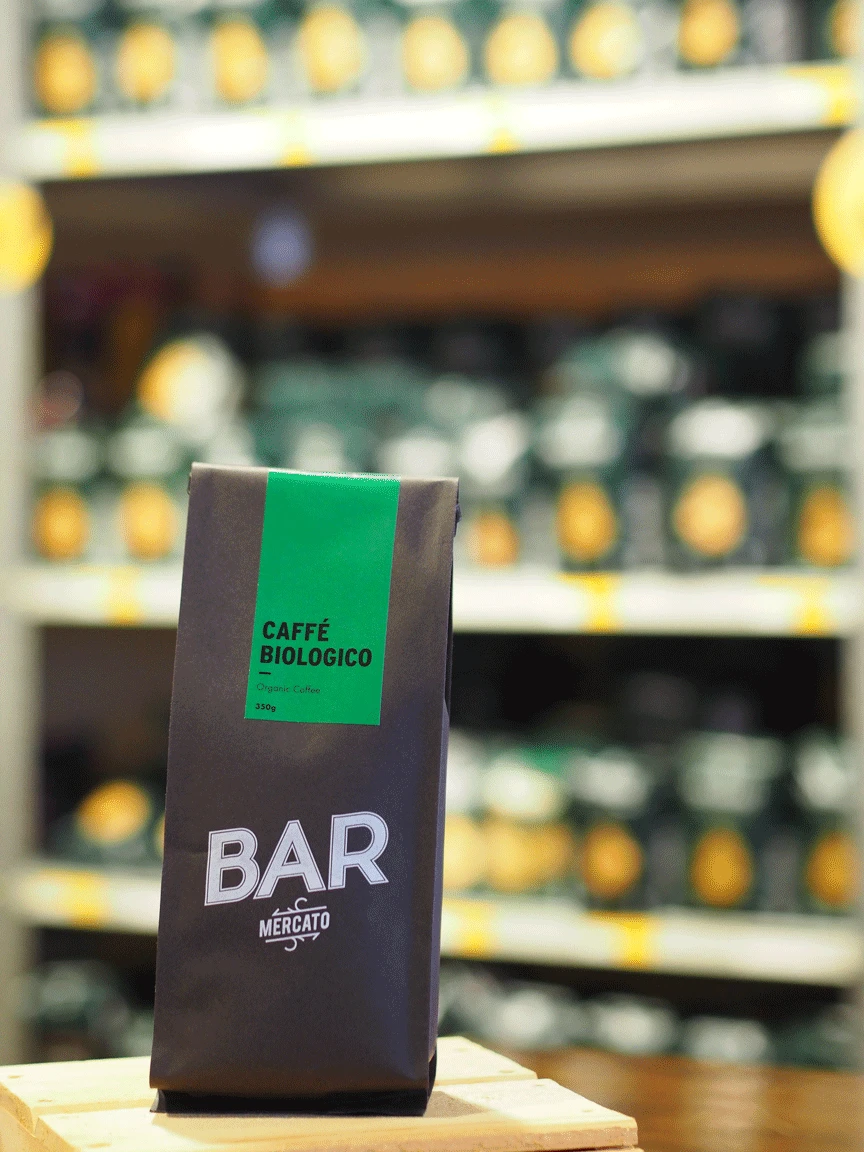 CAFFÉ
BIOLOGICO
Organic Coffee
350g
BAR
MERCATO